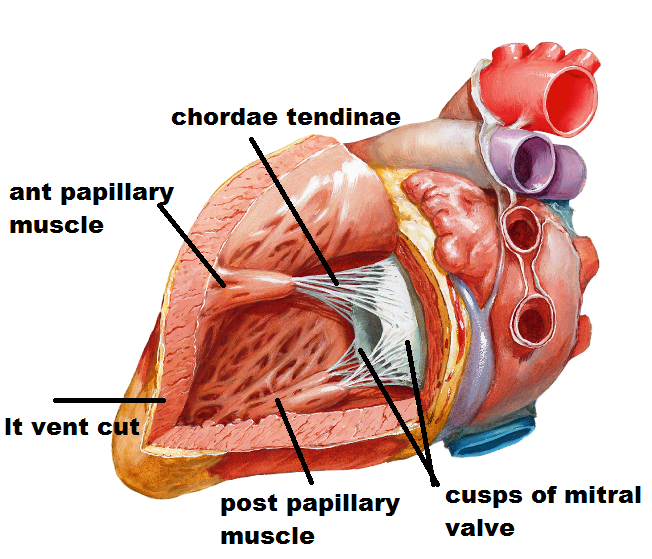 chordae tendinae
ant papillary
muscle
lt vent cut
post papillary
muscle
cusps of mitral
valve